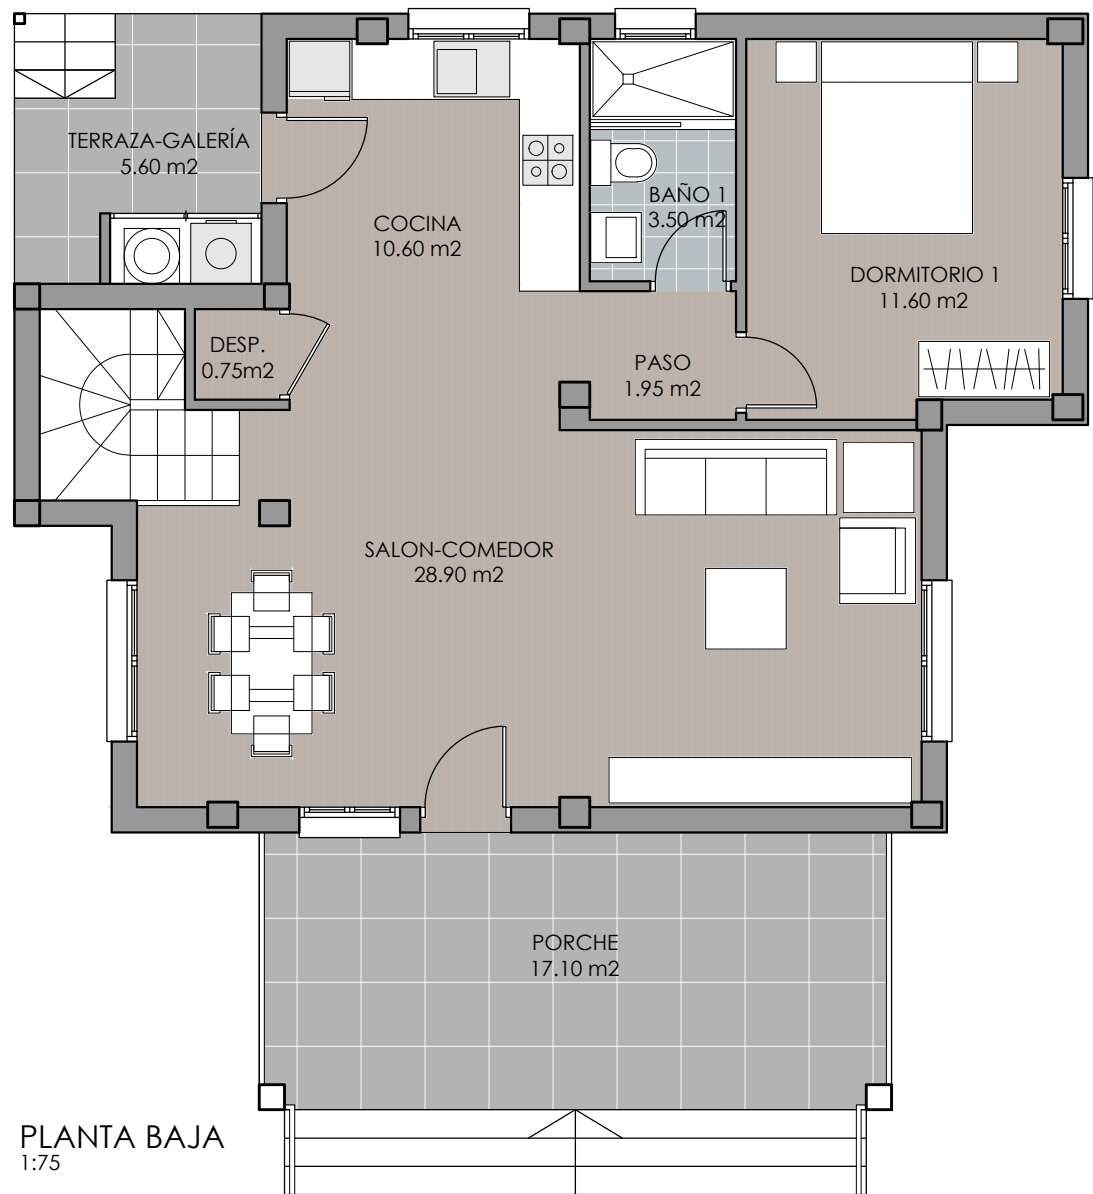 TERRAZA-GALERÍA
5.60 m2
COCINA
10.60 m2
BAÑO 1
3.50 m2
DORMITORIO 1
11.60 m2
DESP.
0.75m2
PASO
1.95 m2
SALON-COMEDOR
28.90 m2
PORCHE
17.10 m2
PLANTA BAJA
1:75